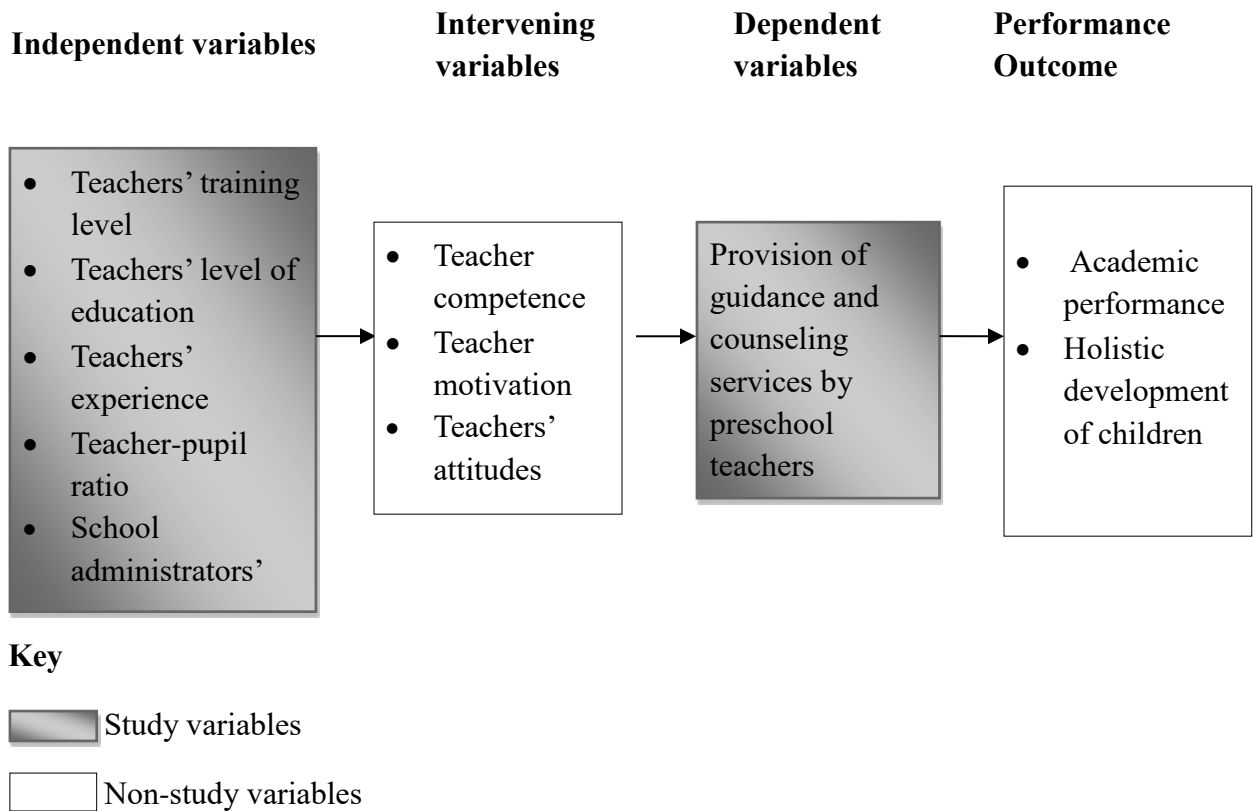 Independent variables
Intervening
variables
Dependent
variables
Performance
Outcome
• Teachers’ training
level
• Teachers’ level of
education
• Teachers’
experience
• Teacher-pupil
ratio
• School
administrators’
• Teacher
competence
• Teacher
motivation
• Teachers’
attitudes
Provision of
guidance and
counseling
services by
preschool
teachers
• Academic
performance
• Holistic
development
of children
Key
Study variables
Non-study variables